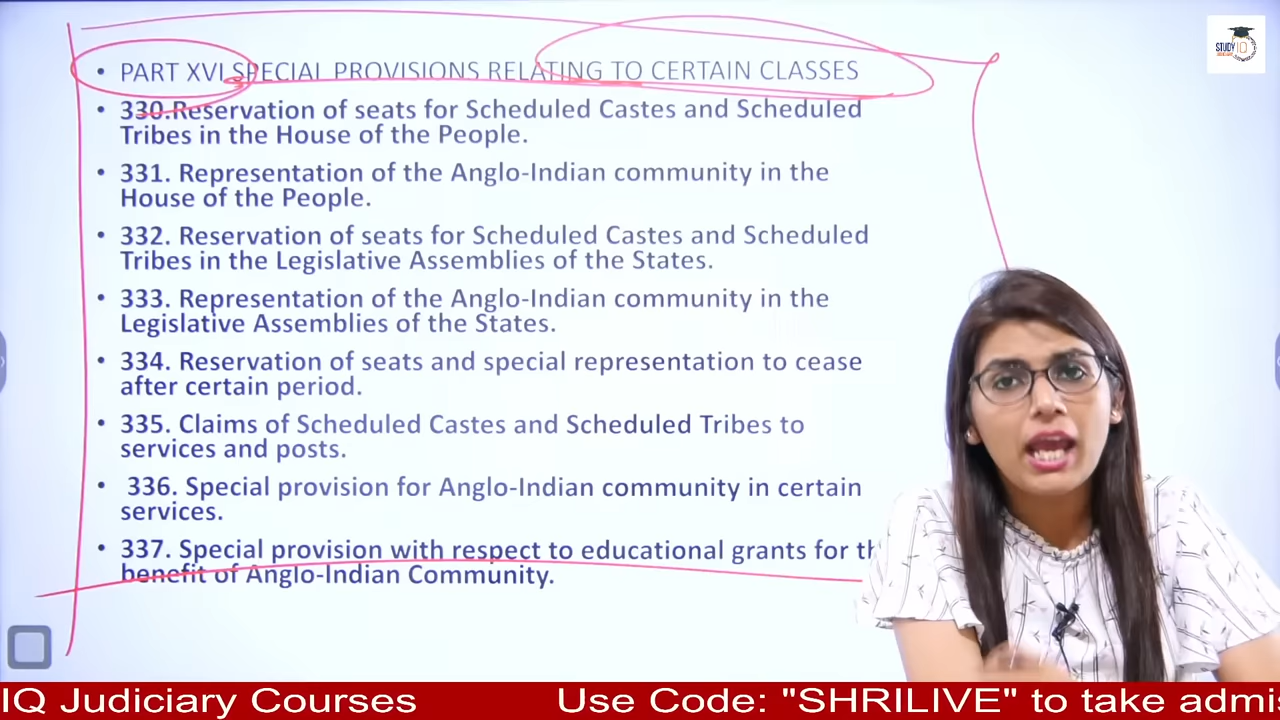 STUDY IQ
• PART XVI SPECIAL PROVISIONS RELATING TO CERTAIN CLASSES
• 330.Reservation of seats for Scheduled Castes and Scheduled
Tribes in the House of the People.
• 331. Representation of the Anglo-Indian community in the
House of the People.
• 332. Reservation of seats for Scheduled Castes and Scheduled
Tribes in the Legislative Assemblies of the States.
• 333. Representation of the Anglo-Indian community in the
Legislative Assemblies of the States.
• 334. Reservation of seats and special representation to cease
after certain period.
• 335. Claims of Scheduled Castes and Scheduled Tribes to
services and posts.
• 336. Special provision for Anglo-Indian community in certain
services.
• 337. Special provision with respect to educational grants for th
benefit of Anglo-Indian Community.
IQ Judiciary Courses Use Code: "SHRILIVE" to take admis